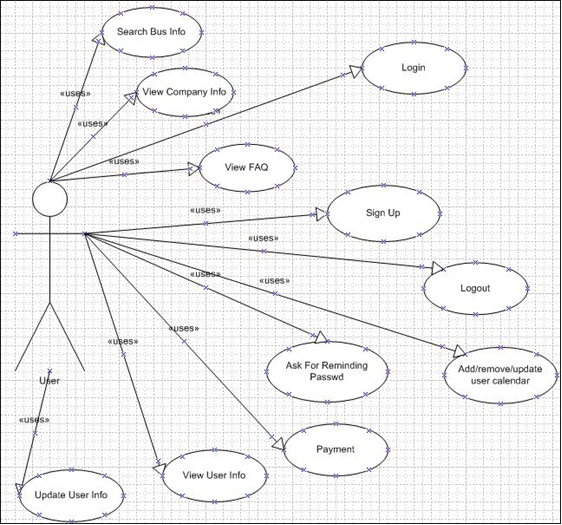 Search Bus Info
Login
«uses»
View Company Info
«uses»
«uses»
«uses»
View FAQ
«uses»
Sign Up
«uses»
«uses»
«uses»
Logout
«uses»
«uses»
Ask For Reminding
Passwd
Add/remove/update
user calendar
User
«uses»
Payment
View User Info
Update User Info